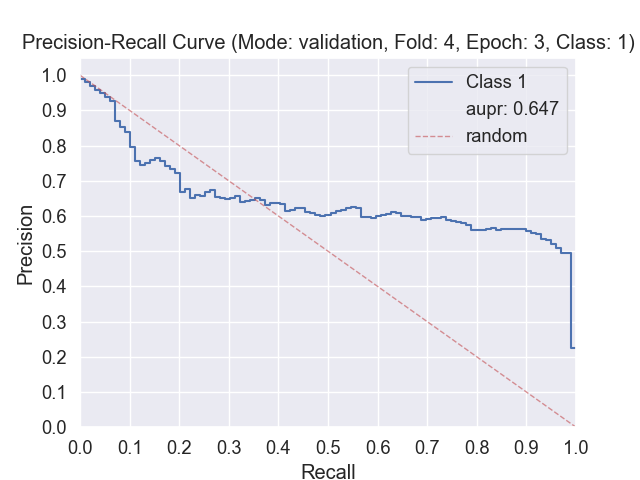 Precision-Recall Curve (Mode: validation, Fold: 4, Epoch: 3, Class: 1)
Class 1
aupr: 0.647
random
1.0
0.9
0.8
0.7
0.6
0.5
0.4
0.3
0.2
0.1
0.0
Precision
0.0 0.1 0.2 0.3 0.4 0.5 0.6 0.7 0.8 0.9 1.0
Recall